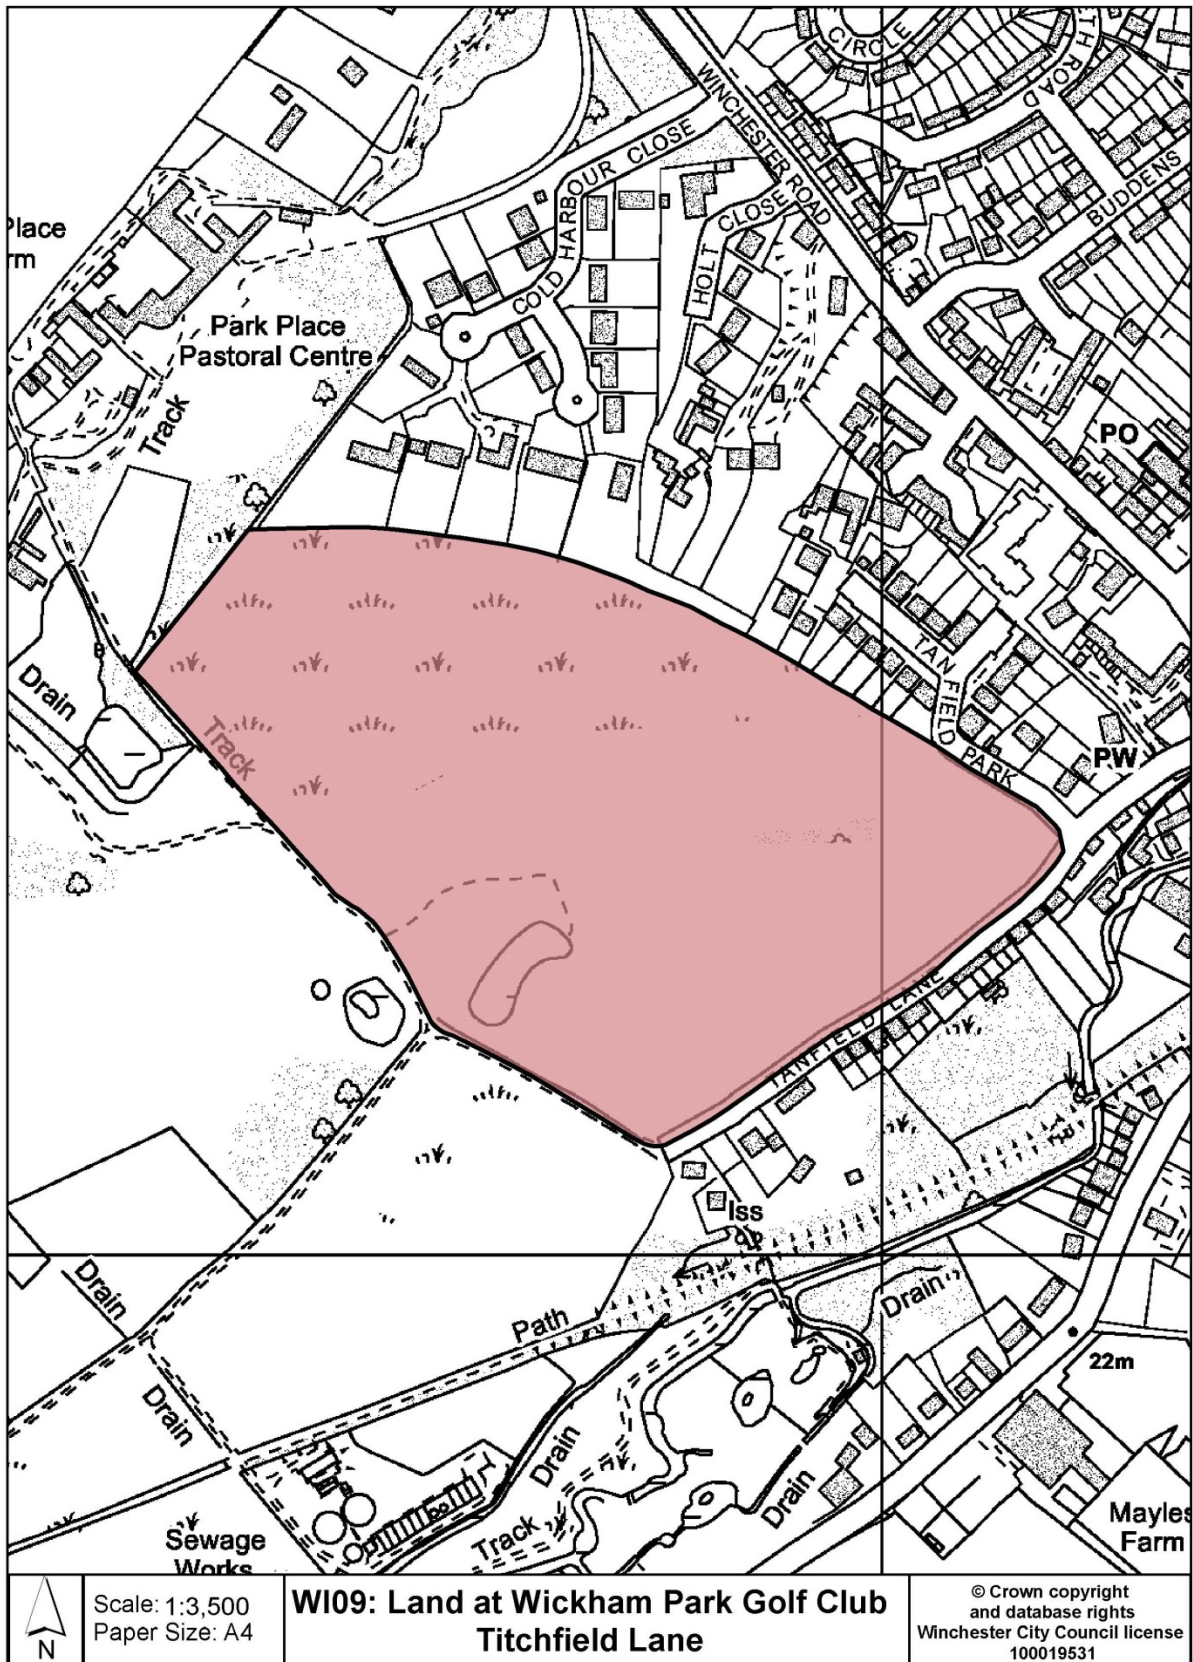 CIRCLE
ETH ROAD
WINCHESTER ROAD
BUDDENS
COLD HARBOUR CLOSE
HOLT CLOSE
Place
rm
Park Place
Pastoral Centre
Track
PO
TANFIELD PARK
PW
Drain
Track
TANFIELD LANE
Iss
Drain
Path
Drain
22m
Drain
Drain
Drain
Track
Sewage
Works
Mayles
Farm
N
Scale: 1:3,500
Paper Size: A4
WI09: Land at Wickham Park Golf Club
Titchfield Lane
© Crown copyright
and database rights
Winchester City Council license
100019531